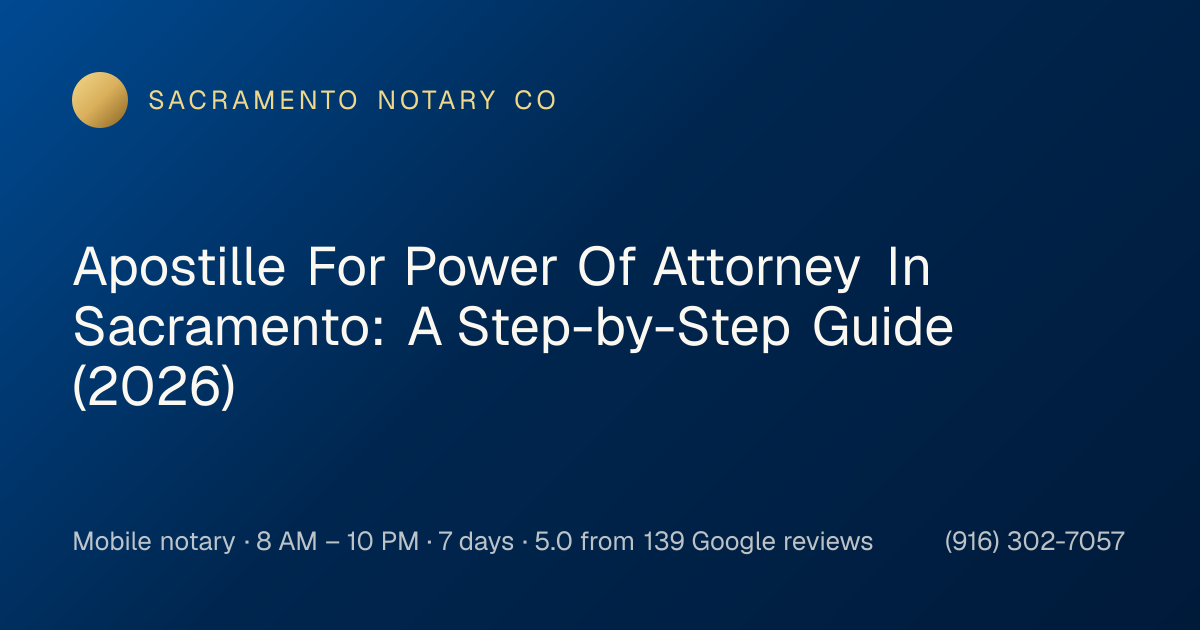 SACRAMENTO NOTARY CO
Apostille For Power Of Attorney In
Sacramento: A Step-by-Step Guide
(2026)
Mobile notary · 8 AM – 10 PM · 7 days · 5.0 from 139 Google reviews (916) 302-7057